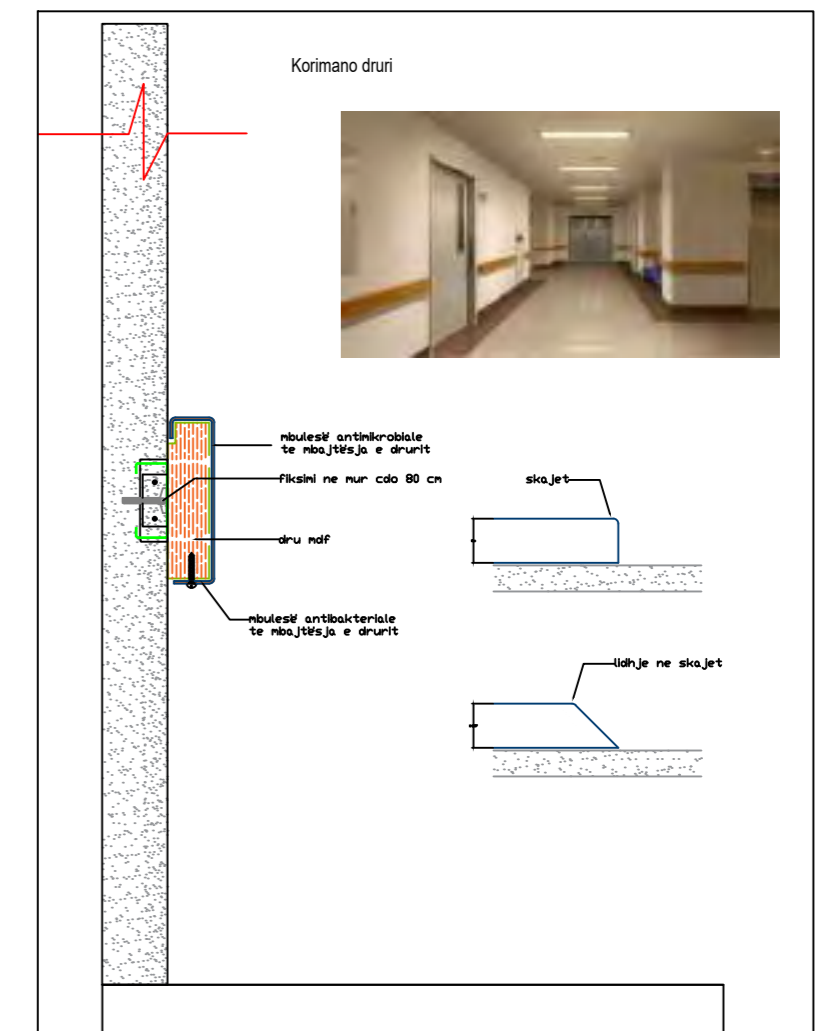 Korimano druri
mbulesë antimikrobiale
te mbajtësja e drurit
fiksimi ne mur cdo 80 cm
skajet
dru mdf
mbulesë antibakteriale
te mbajtësja e drurit
lidhje ne skajet